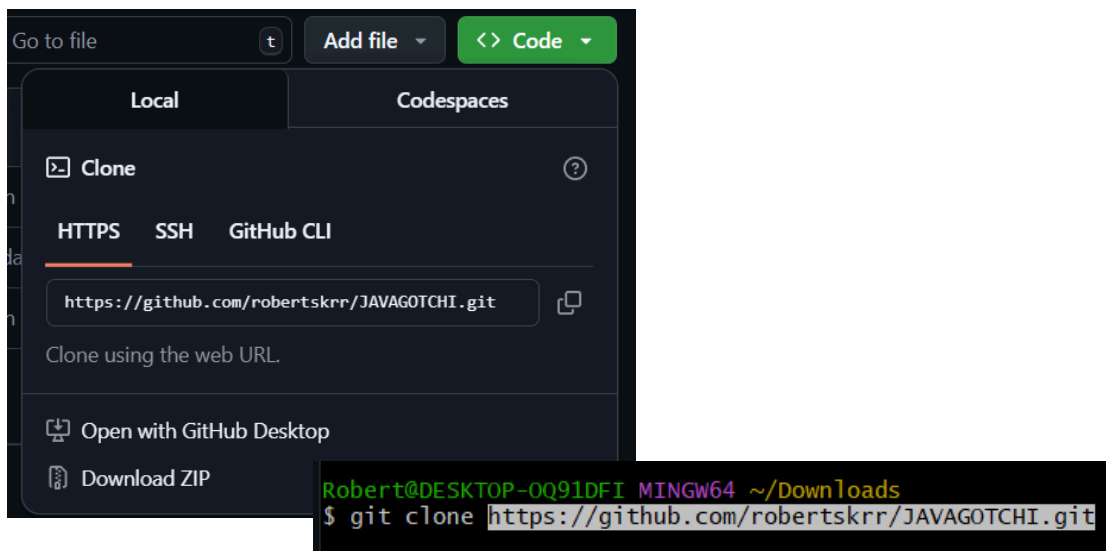 Go to file t Add file Code
Local Codespaces
Clone
HTTPS SSH GitHub CLI
https://github.com/robertskrr/JAVAGOTCHI.git
Clone using the web URL.
Open with GitHub Desktop
Download ZIP
Robert@DESKTOP-OQ91DFI MINGW64 ~/Downloads
$ git clone https://github.com/robertskrr/JAVAGOTCHI.git